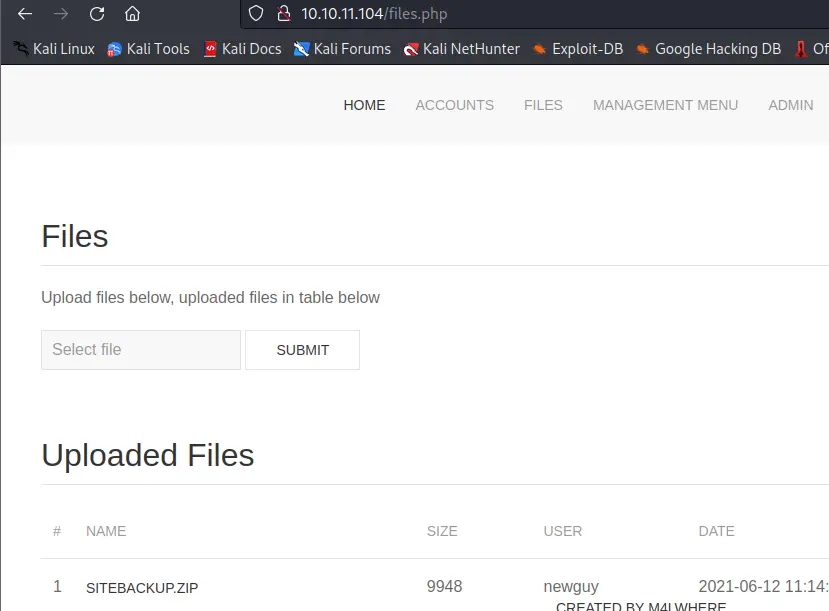 10.10.11.104/files.php
Kali Linux Kali Tools Kali Docs Kali Forums Kali NetHunter Exploit-DB Google Hacking DB Of
HOME ACCOUNTS FILES MANAGEMENT MENU ADMIN
Files
Upload files below, uploaded files in table below
Select file SUBMIT
Uploaded Files
# NAME SIZE USER DATE
1 SITEBACKUP.ZIP 9948 newguy 2021-06-12 11:14:
CREATED BY M4LWHERE